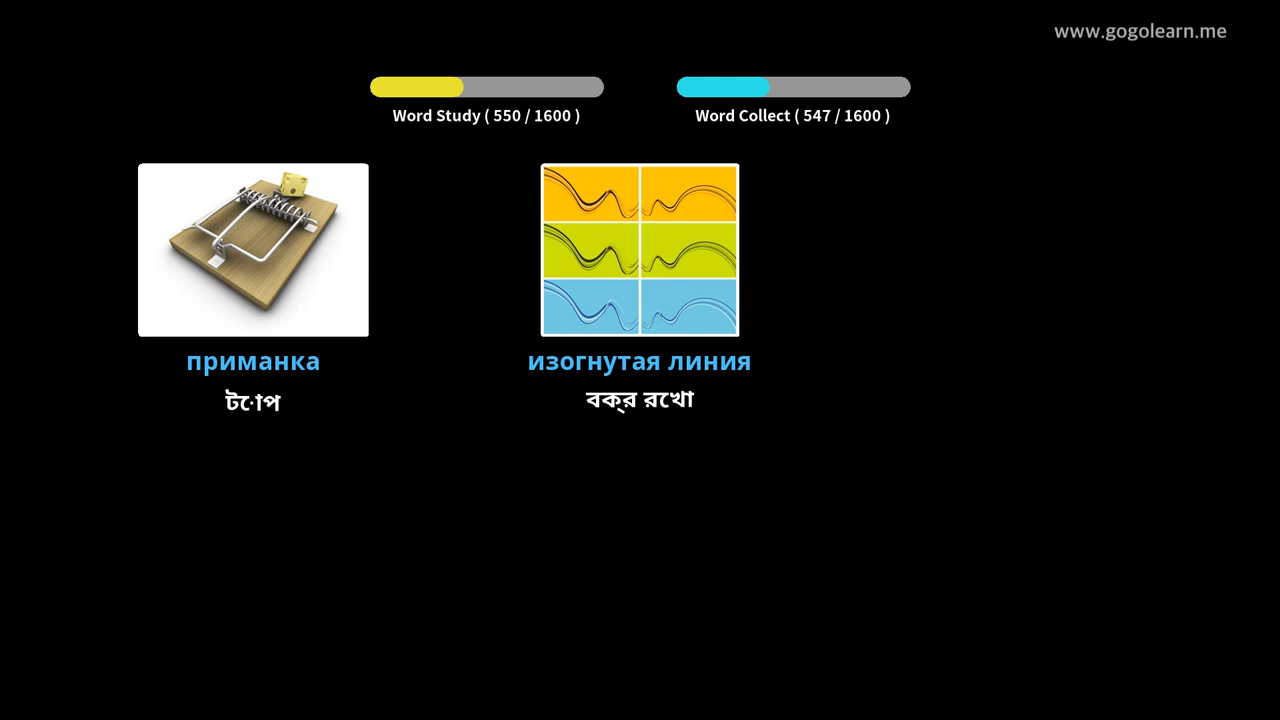 www.gogolearn.me
Word Study ( 550 / 1600 )
Word Collect ( 547 / 1600 )
приманка
изогнутая линия
টোপ
বক্র রেখা